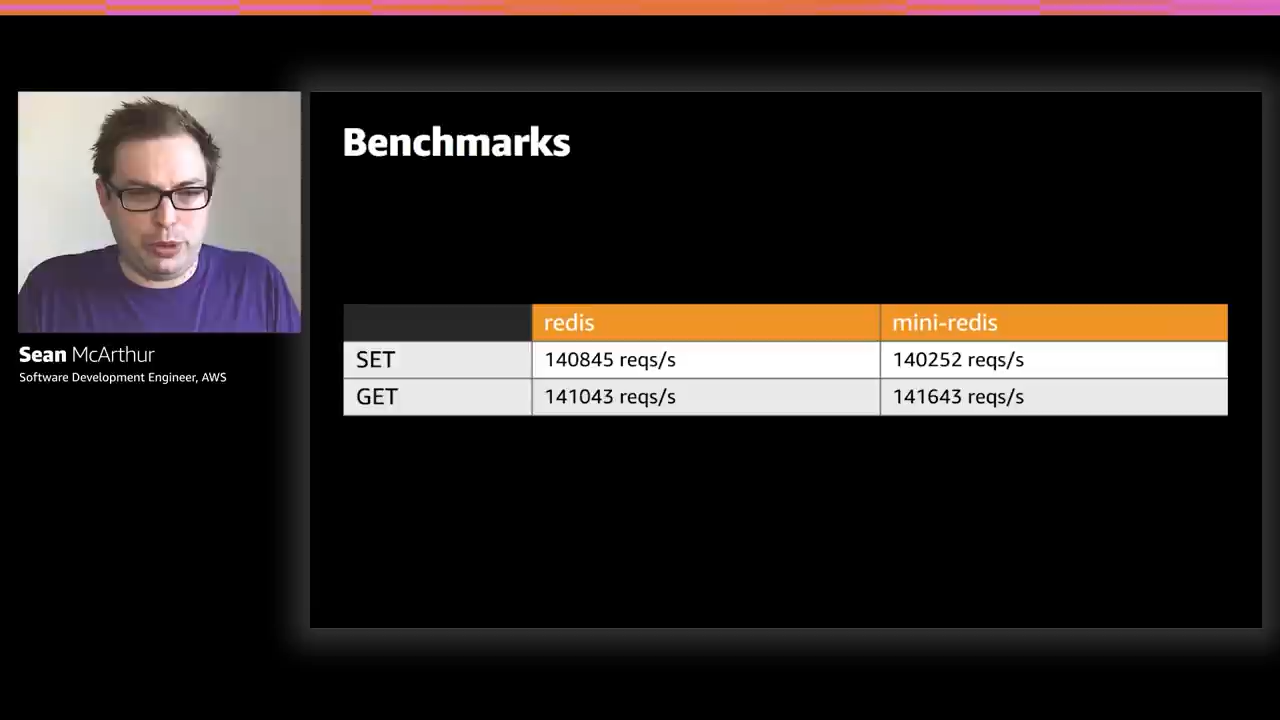 Benchmarks
redis mini-redis
SET 140845 reqs/s 140252 reqs/s
GET 141043 reqs/s 141643 reqs/s
Sean McArthur
Software Development Engineer, AWS